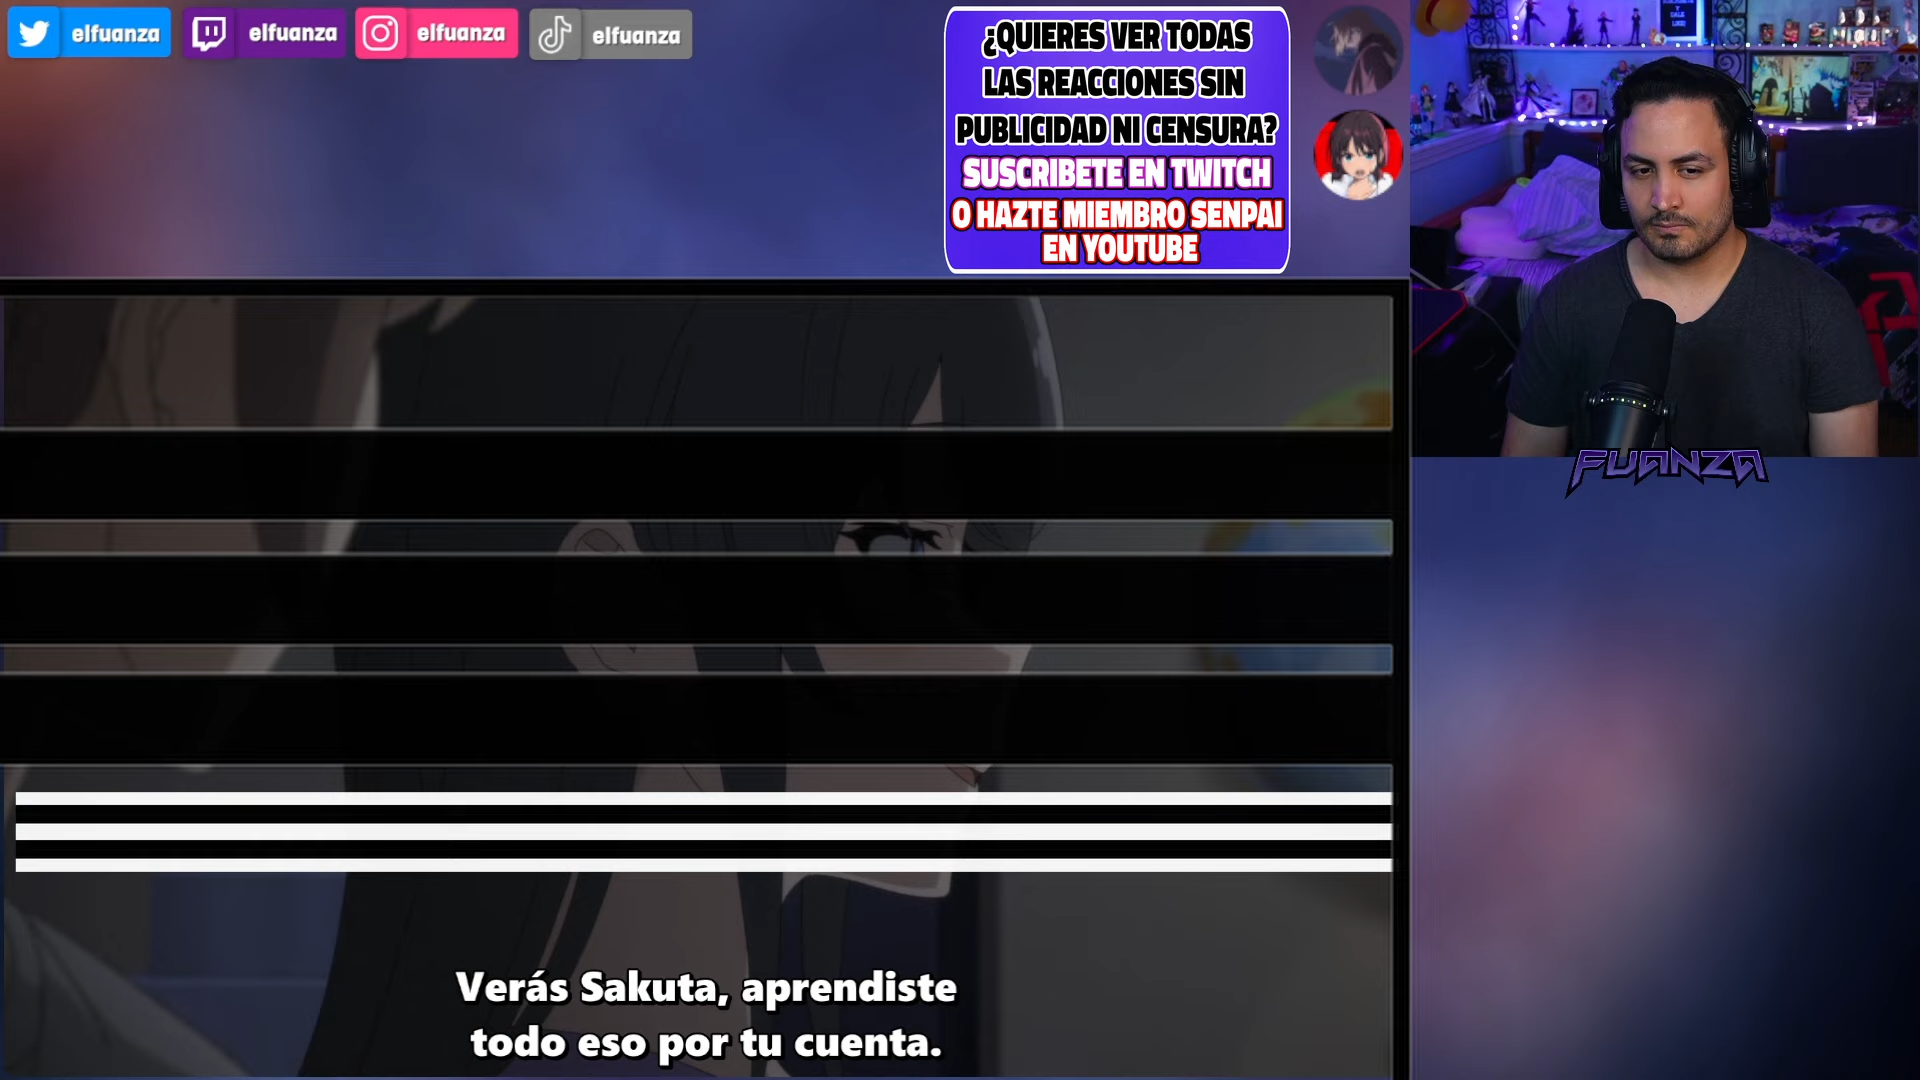 elfuanza
elfuanza
elfuanza
elfuanza
¿QUIERES VER TODAS
LAS REACCIONES SIN
PUBLICIDAD NI CENSURA?
SUSCRIBETE EN TWITCH
O HAZTE MIEMBRO SENPAI
EN YOUTUBE
FUANZA
Verás Sakuta, aprendiste
todo eso por tu cuenta.